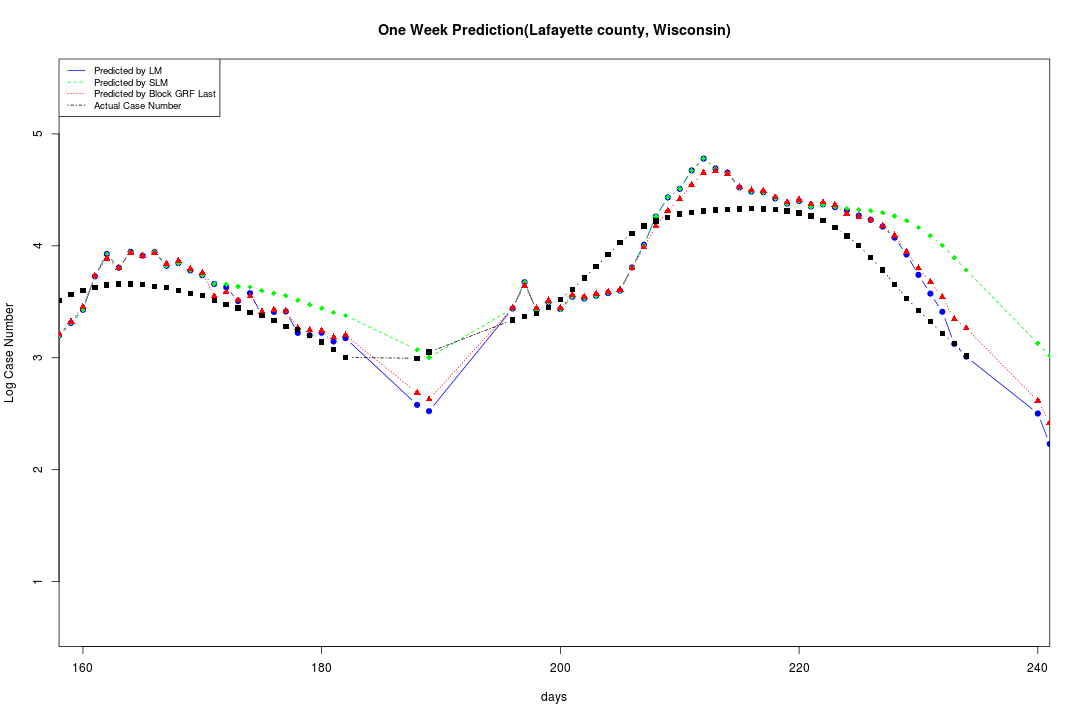 One Week Prediction(Lafayette county, Wisconsin)
Predicted by LM
Predicted by SLM
Predicted by Block GRF Last
Actual Case Number
5
4
3
2
1
Log Case Number
160 180 200 220 240
days